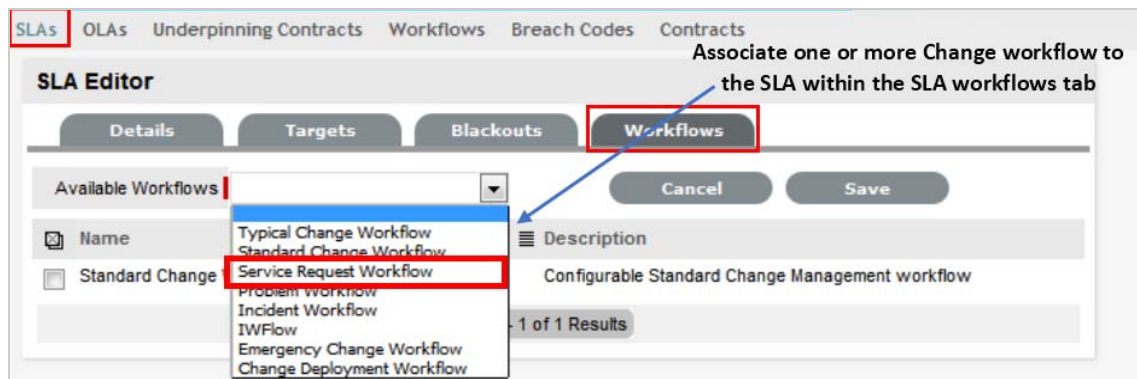 SLAs OLAs Underpinning Contracts Workflows Breach Codes Contracts
Associate one or more Change workflow to
the SLA within the SLA workflows tab
SLA Editor
Details Targets Blackouts Workflows
Available Workflows Cancel Save
Name Description
Typical Change Workflow
Standard Change Workflow
Service Request Workflow
Problem Workflow
Incident Workflow
IWFlow
Emergency Change Workflow
Change Deployment Workflow
Standard Change Configurable Standard Change Management workflow
1 of 1 Results